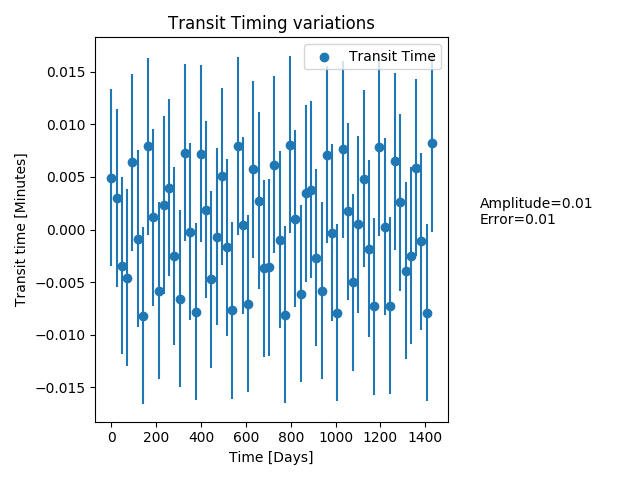 Transit Timing variations
Transit Time
0.015
0.010
0.005
0.000
−0.005
−0.010
−0.015
Transit time [Minutes]
0 200 400 600 800 1000 1200 1400
Time [Days]
Amplitude=0.01
Error=0.01